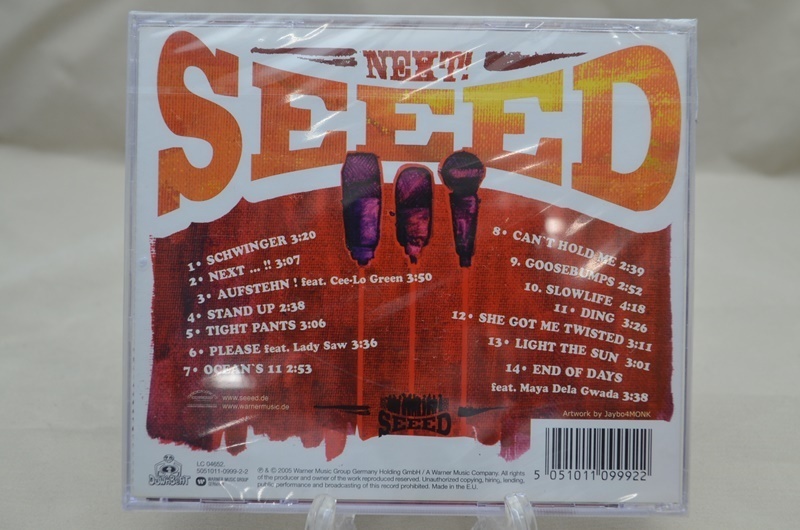 NEXT!
SEEED
1• SCHWINGER 3:20
2• NEXT ...!! 3:07
3• AUFSTEHN ! feat. Cee-Lo Green 3:50
4• STAND UP 2:38
5• TIGHT PANTS 3:06
6• PLEASE feat. Lady Saw 3:36
7• OCEAN`S 11 2:53
8• CAN`T HOLD ME 2:39
9. GOOSEBUMPS 2:52
10. SLOWLIFE 4:18
11• DING 3:26
12• SHE GOT ME TWISTED 3:11
13• LIGHT THE SUN 3:01
14• END OF DAYS
feat. Maya Dela Gwada 3:38
www.seeed.de
www.warnermusic.de
SEEED
Artwork by Jaybo4MONK
DOWNBEAT
LC 04652
5051011-0999-2-2
WARNER MUSIC GROUP
℗ & © 2005 Warner Music Group Germany Holding GmbH / A Warner Music Company. All rights
of the producer and owner of the work reproduced reserved. Unauthorized copying, hiring, lending,
public performance and broadcasting of this record prohibited. Made in the E.U.
5 051011 099922